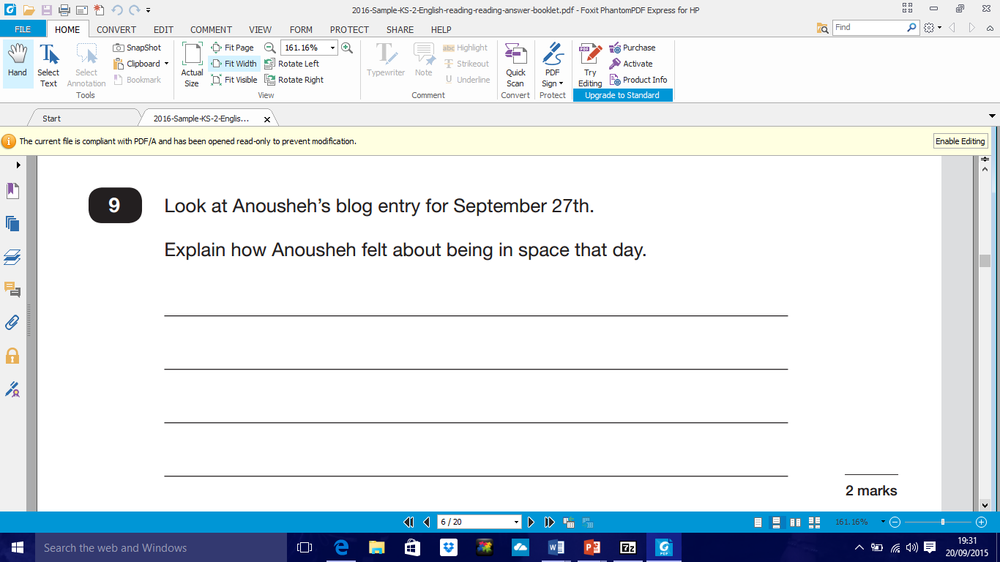 2016-Sample-KS-2-English-reading-reading-answer-booklet.pdf - Foxit PhantomPDF Express for HP
FILE HOME CONVERT EDIT COMMENT VIEW FORM PROTECT SHARE HELP Find
Hand
Select Text
Select Annotation
SnapShot
Clipboard
Bookmark
Tools
Actual Size
Fit Page
Fit Width
Fit Visible
161.16%
Rotate Left
Rotate Right
View
Typewriter
Note
abc Highlight
T Strikeout
U Underline
Comment
Quick Scan
Convert
PDF Sign
Protect
PDF
Try Editing
Purchase
Activate
Product Info
Upgrade to Standard
Start
2016-Sample-KS-2-Englis...
The current file is compliant with PDF/A and has been opened read-only to prevent modification.
Enable Editing
9 Look at Anousheh's blog entry for September 27th.
Explain how Anousheh felt about being in space that day.
2 marks
6 / 20
161.16%
Search the web and Windows
19:31
20/09/2015